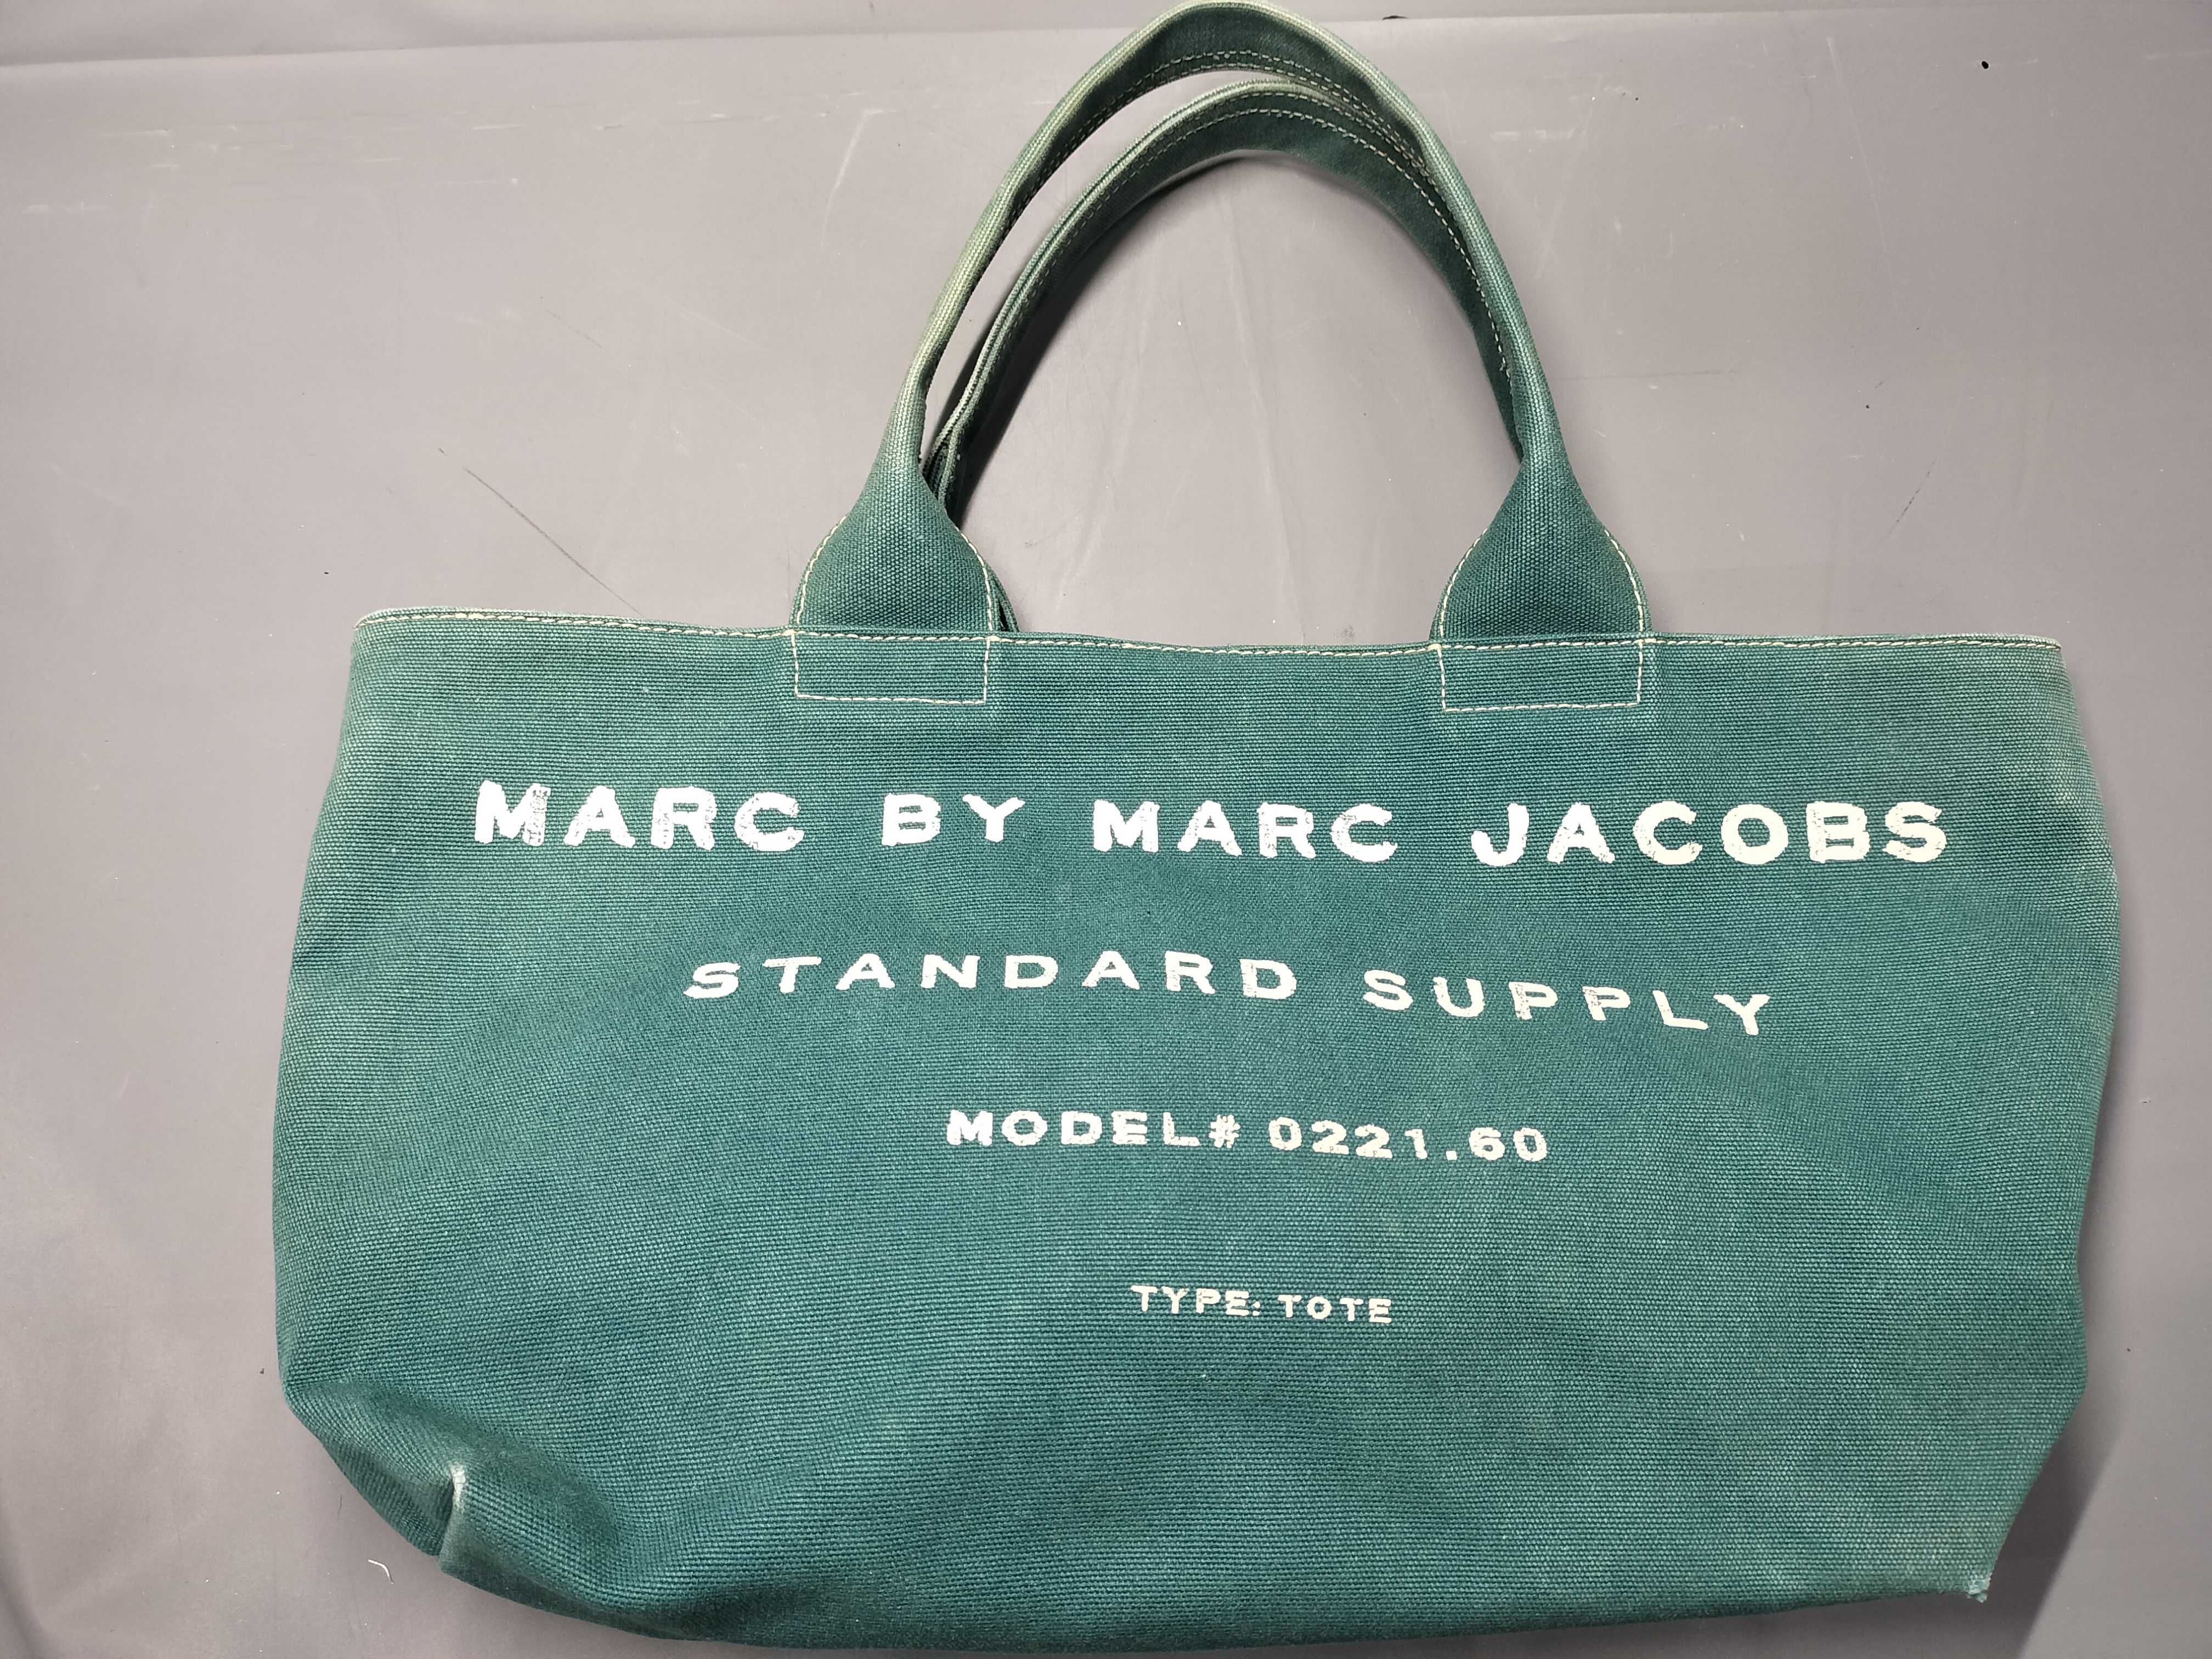 MARC BY MARC JACOBS
STANDARD SUPPLY
MODEL# 0221.60
TYPE: TOTE